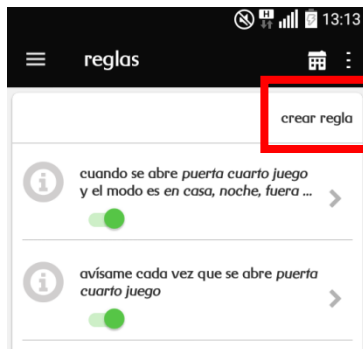 13:13
reglas
crear regla
cuando se abre puerta cuarto juego
y el modo es en casa, noche, fuera ...
avísame cada vez que se abre puerta
cuarto juego